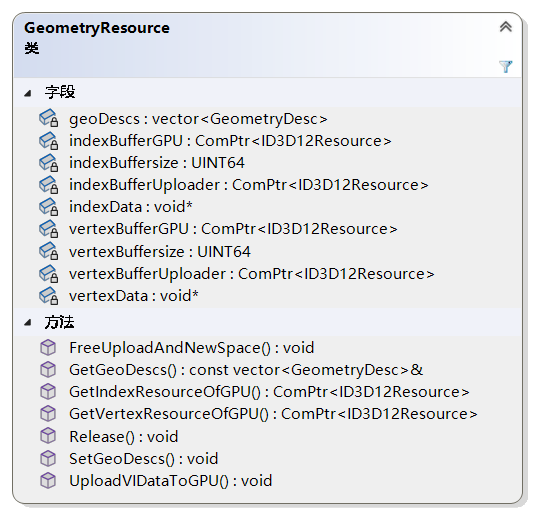 GeometryResource
类
字段
geoDescs : vector<GeometryDesc>
indexBufferGPU : ComPtr<ID3D12Resource>
indexBuffersize : UINT64
indexBufferUploader : ComPtr<ID3D12Resource>
indexData : void*
vertexBufferGPU : ComPtr<ID3D12Resource>
vertexBuffersize : UINT64
vertexBufferUploader : ComPtr<ID3D12Resource>
vertexData : void*
方法
FreeUploadAndNewSpace() : void
GetGeoDescs() : const vector<GeometryDesc>&
GetIndexResourceOfGPU() : ComPtr<ID3D12Resource>
GetVertexResourceOfGPU() : ComPtr<ID3D12Resource>
Release() : void
SetGeoDescs() : void
UploadVIDataToGPU() : void